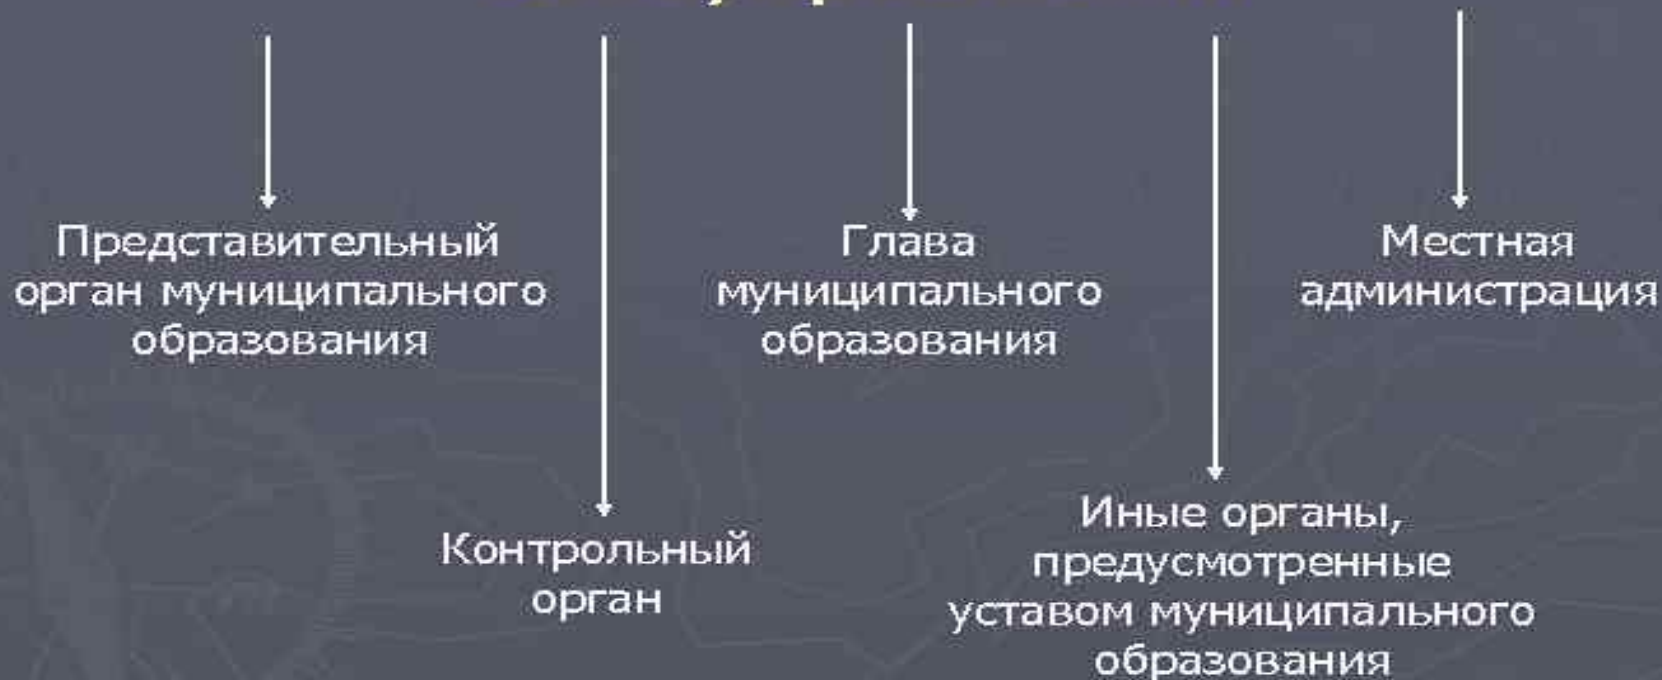 Представительный
орган муниципального
образования
Глава
муниципального
образования
Местная
администрация
Контрольный
орган
Иные органы,
предусмотренные
уставом муниципального
образования